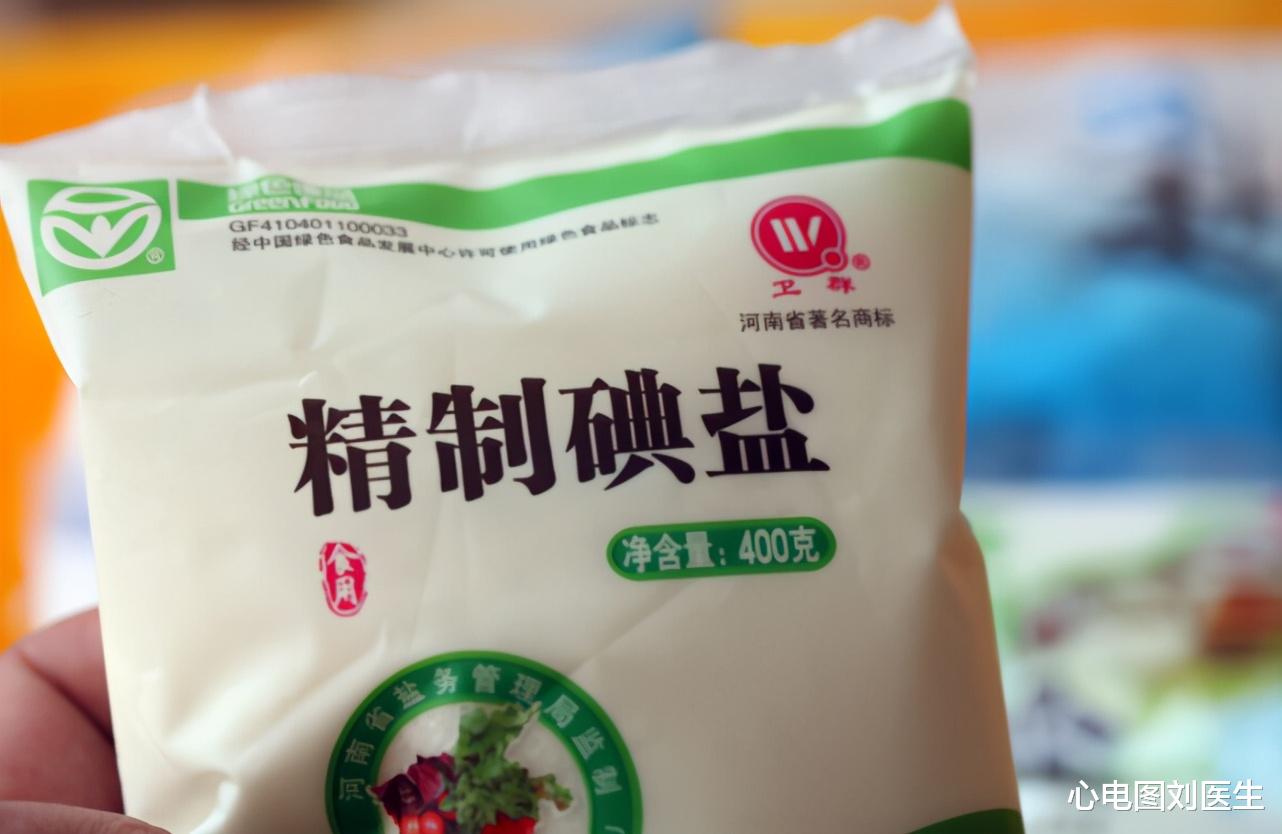 绿色食品
GreenFood
GF410401100033
经中国绿色食品发展中心许可使用绿色食品标志
W
®
®
卫群
河南省著名商标
精制碘盐
净含量：400克
食用
河南省盐务管理局监制
心电图刘医生